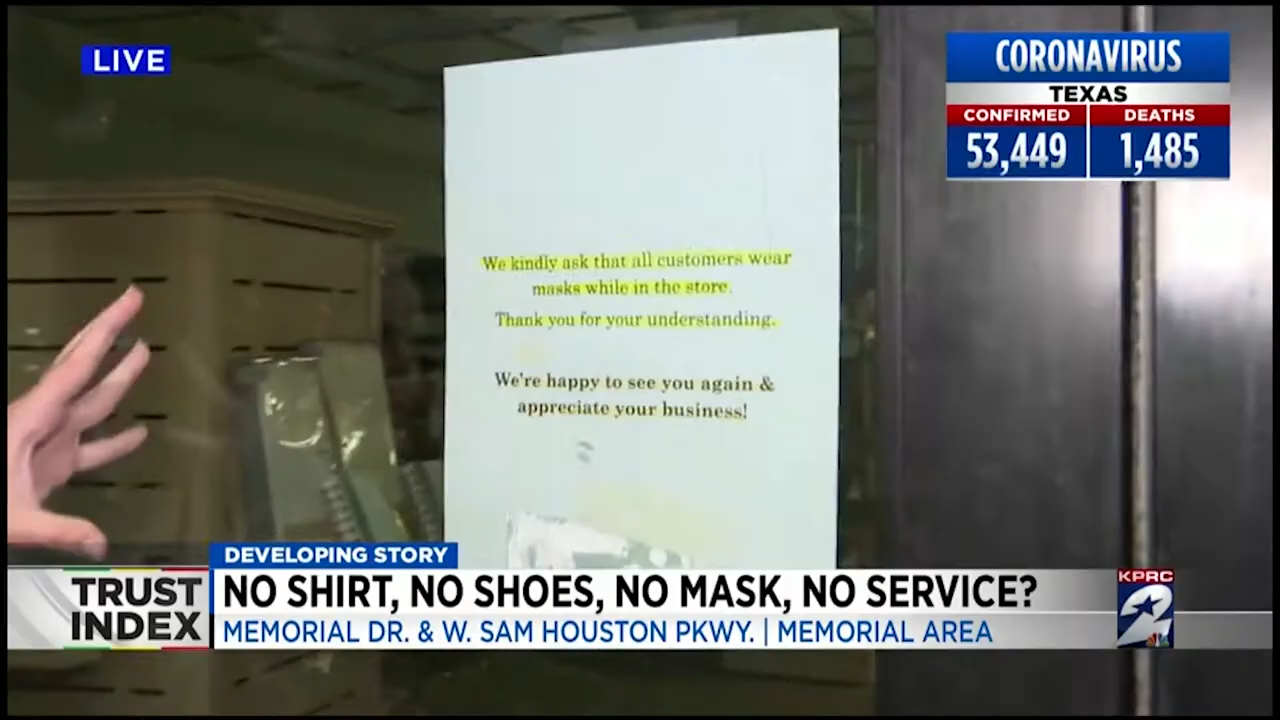 LIVE
CORONAVIRUS
TEXAS
CONFIRMED DEATHS
53,449 1,485
We kindly ask that all customers wear
masks while in the store.
Thank you for your understanding.
We're happy to see you again &
appreciate your business!
DEVELOPING STORY
TRUST
INDEX
NO SHIRT, NO SHOES, NO MASK, NO SERVICE?
MEMORIAL DR. & W. SAM HOUSTON PKWY. | MEMORIAL AREA
KPRC
2